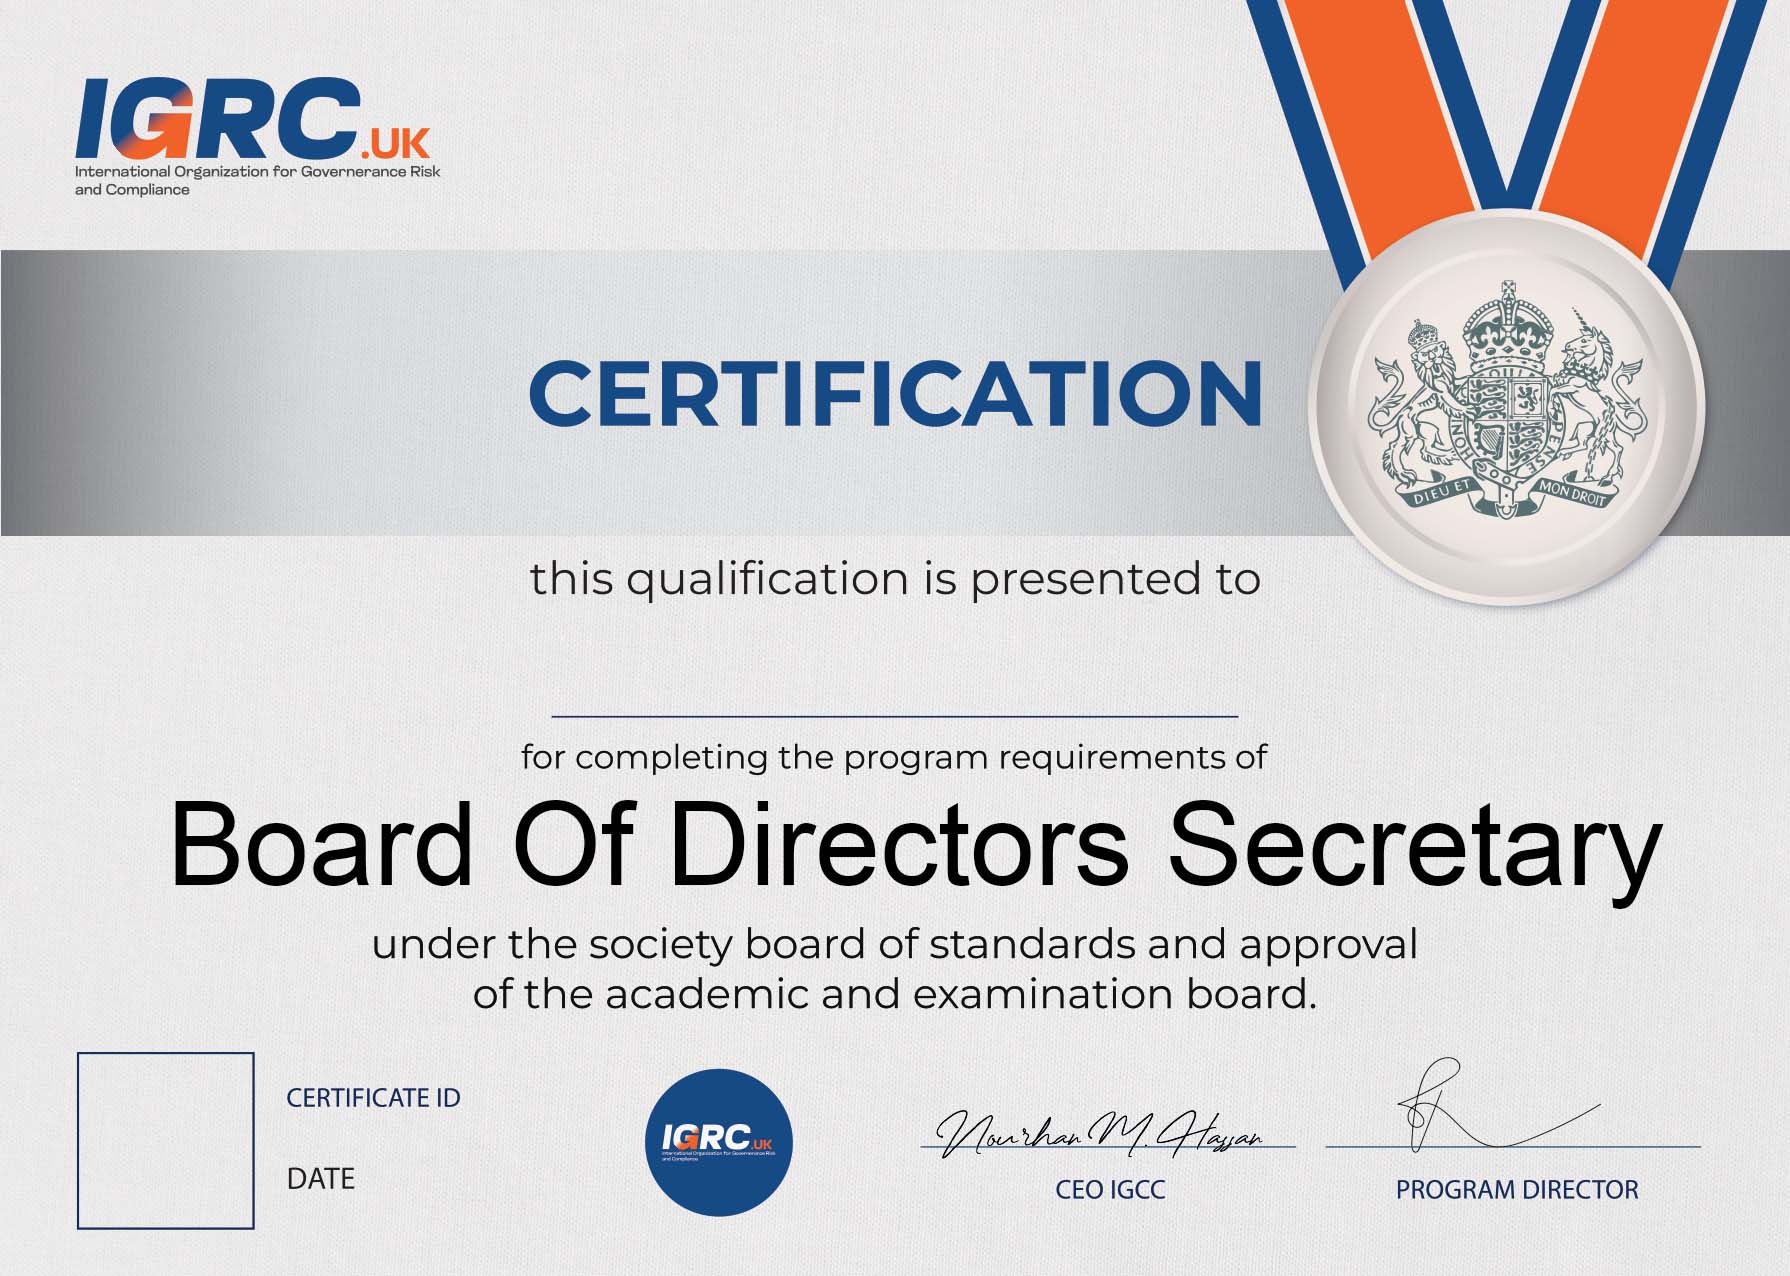 IGRC.UK
International Organization for Governerance Risk
and Compliance
CERTIFICATION
HONI
PENSE
DIEU ET MON DROIT
this qualification is presented to
for completing the program requirements of
Board Of Directors Secretary
under the society board of standards and approval
of the academic and examination board.
CERTIFICATE ID
DATE
IGRC.UK
International Organization for Governerance Risk
and Compliance
Nourhan M. Hassan
CEO IGCC
PROGRAM DIRECTOR